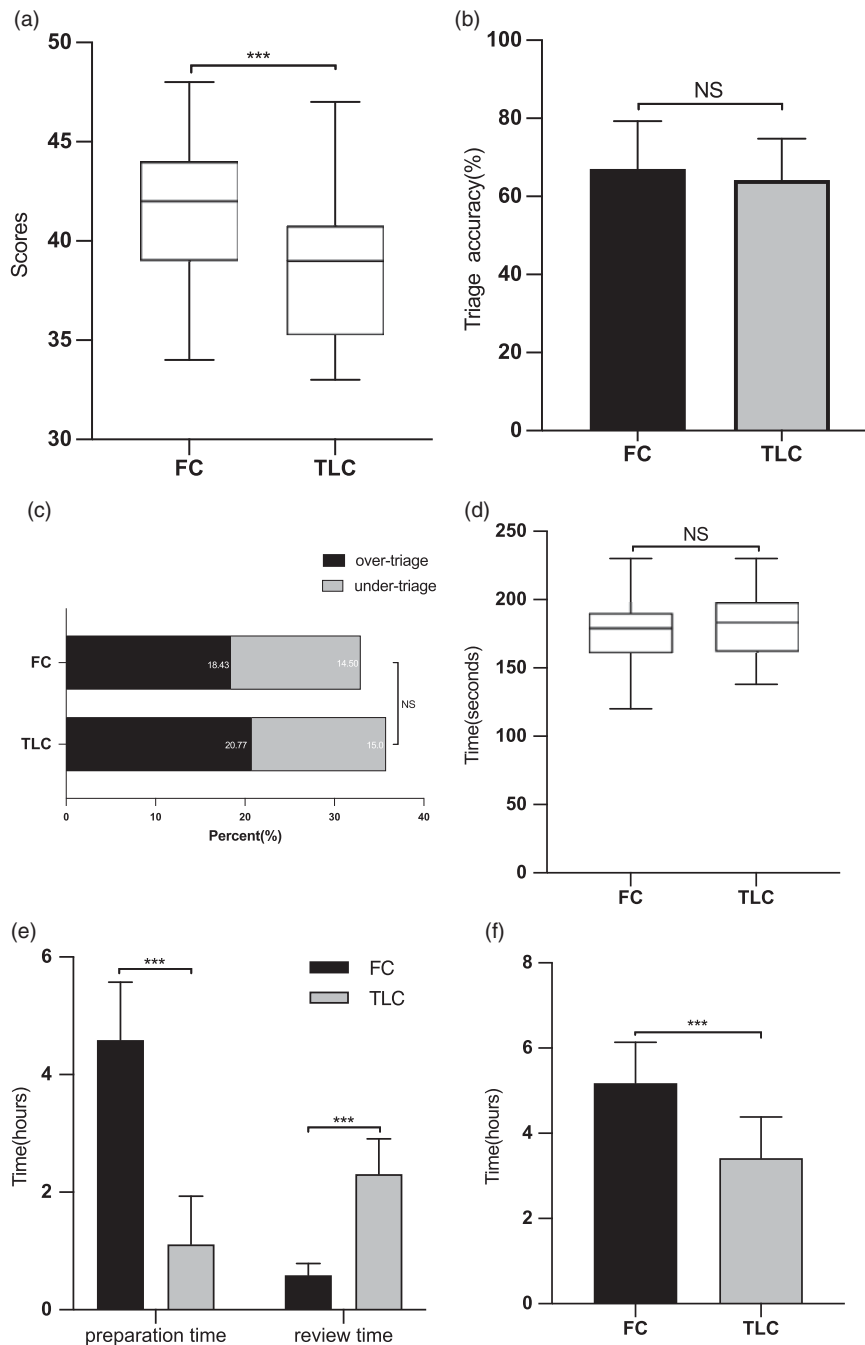 (a)
50
45
40
35
30
Scores
***
FC
TLC
(b)
100
80
60
40
20
0
Triage accuracy(%)
NS
FC
TLC
(c)
over-triage
under-triage
FC
18.43
14.50
TLC
20.77
15.0
NS
0
10
20
30
40
Percent(%)
(d)
250
200
150
100
50
0
Time(seconds)
NS
FC
TLC
(e)
6
4
2
0
Time(hours)
***
***
FC
TLC
preparation time
review time
(f)
8
6
4
2
0
Time(hours)
***
FC
TLC